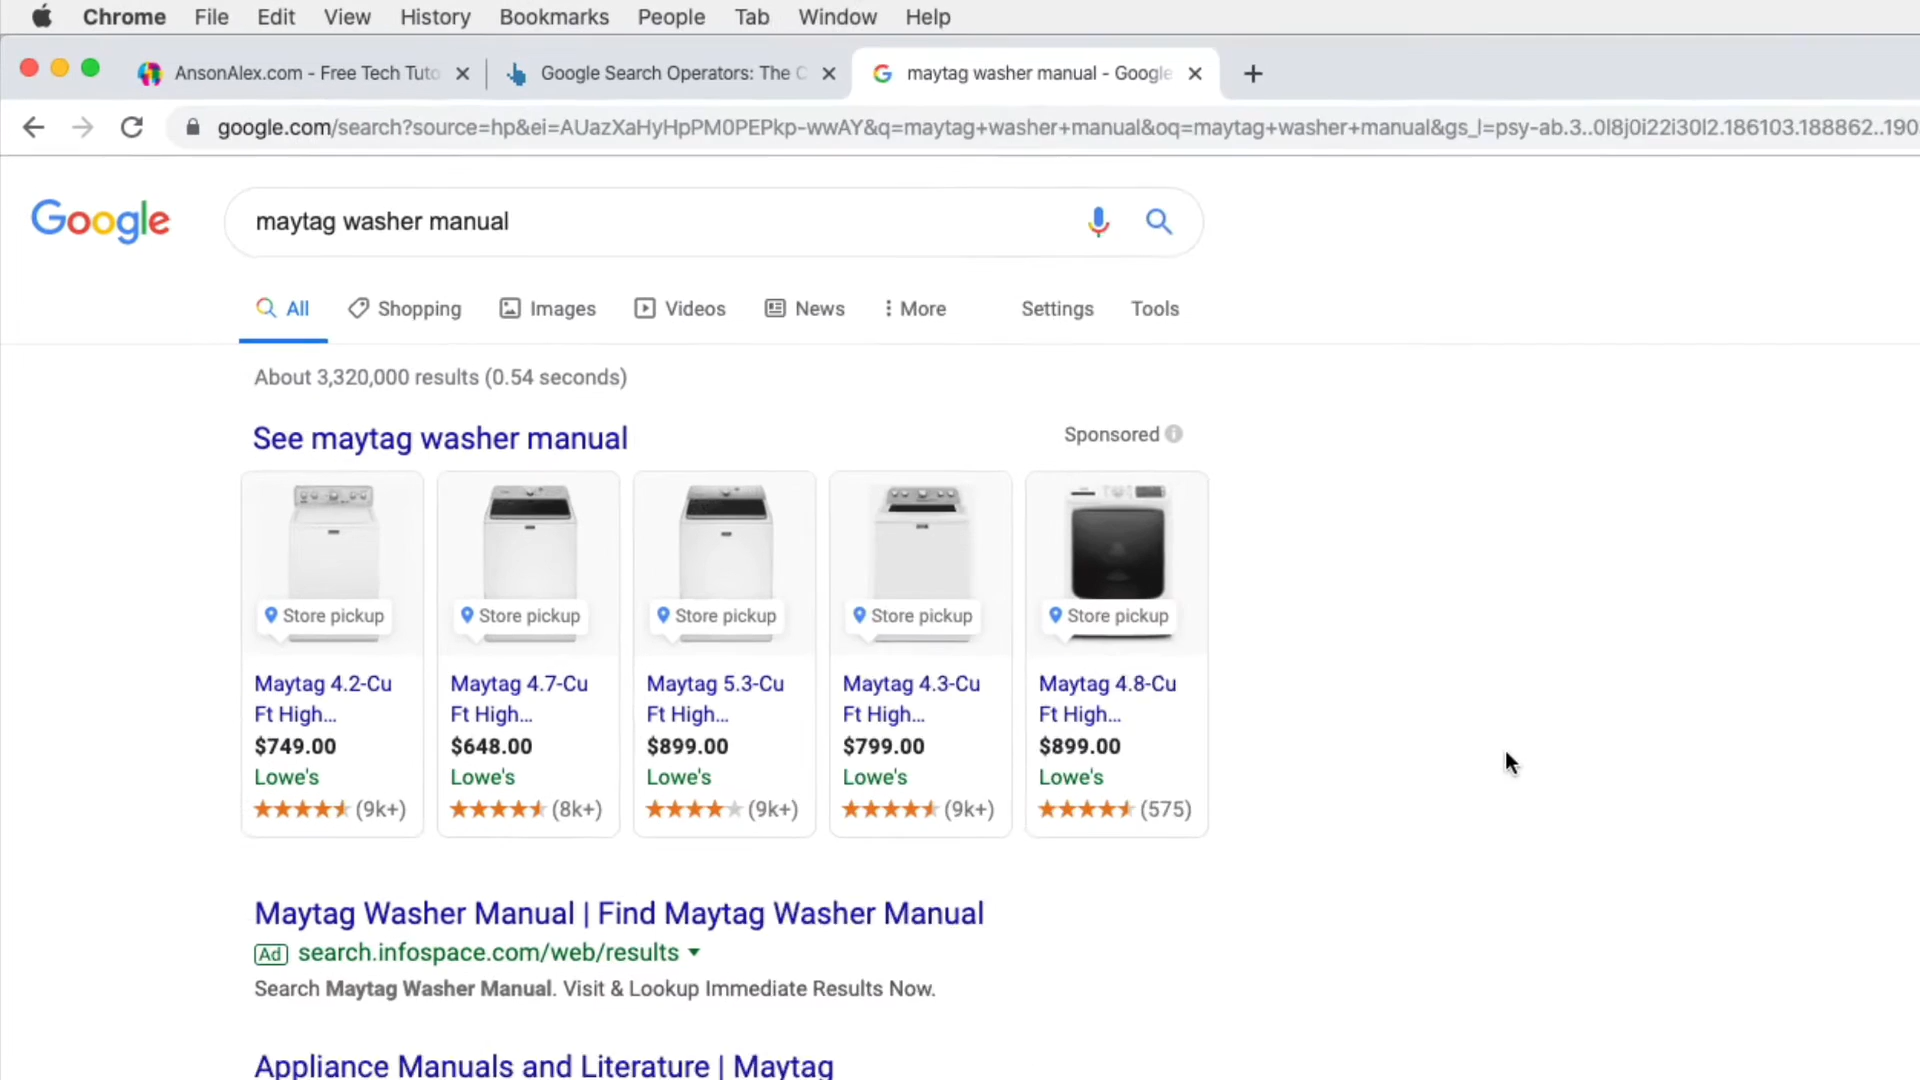 Chrome File Edit View History Bookmarks People Tab Window Help
AnsonAlex.com - Free Tech Tuto
Google Search Operators: The C
maytag washer manual - Google
google.com/search?source=hp&ei=AUazXaHyHpPM0PEPkp-wwAY&q=maytag+washer+manual&oq=maytag+washer+manual&gs_l=psy-ab.3..0l8j0i22i30l2.186103.188862..190
Google
maytag washer manual
All Shopping Images Videos News More Settings Tools
About 3,320,000 results (0.54 seconds)
See maytag washer manual
Sponsored
Store pickup
Maytag 4.2-Cu
Ft High...
$749.00
Lowe's
(9k+)
Store pickup
Maytag 4.7-Cu
Ft High...
$648.00
Lowe's
(8k+)
Store pickup
Maytag 5.3-Cu
Ft High...
$899.00
Lowe's
(9k+)
Store pickup
Maytag 4.3-Cu
Ft High...
$799.00
Lowe's
(9k+)
Store pickup
Maytag 4.8-Cu
Ft High...
$899.00
Lowe's
(575)
Maytag Washer Manual | Find Maytag Washer Manual
Ad search.infospace.com/web/results
Search Maytag Washer Manual. Visit & Lookup Immediate Results Now.
Appliance Manuals and Literature | Maytag